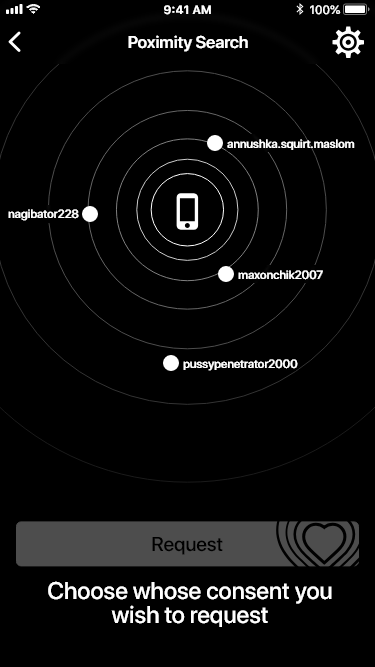 9:41 AM
100%
Poximity Search
annushka.squirt.maslom
nagibator228
maxonchik2007
pussypenetrator2000
Request
Choose whose consent you
wish to request